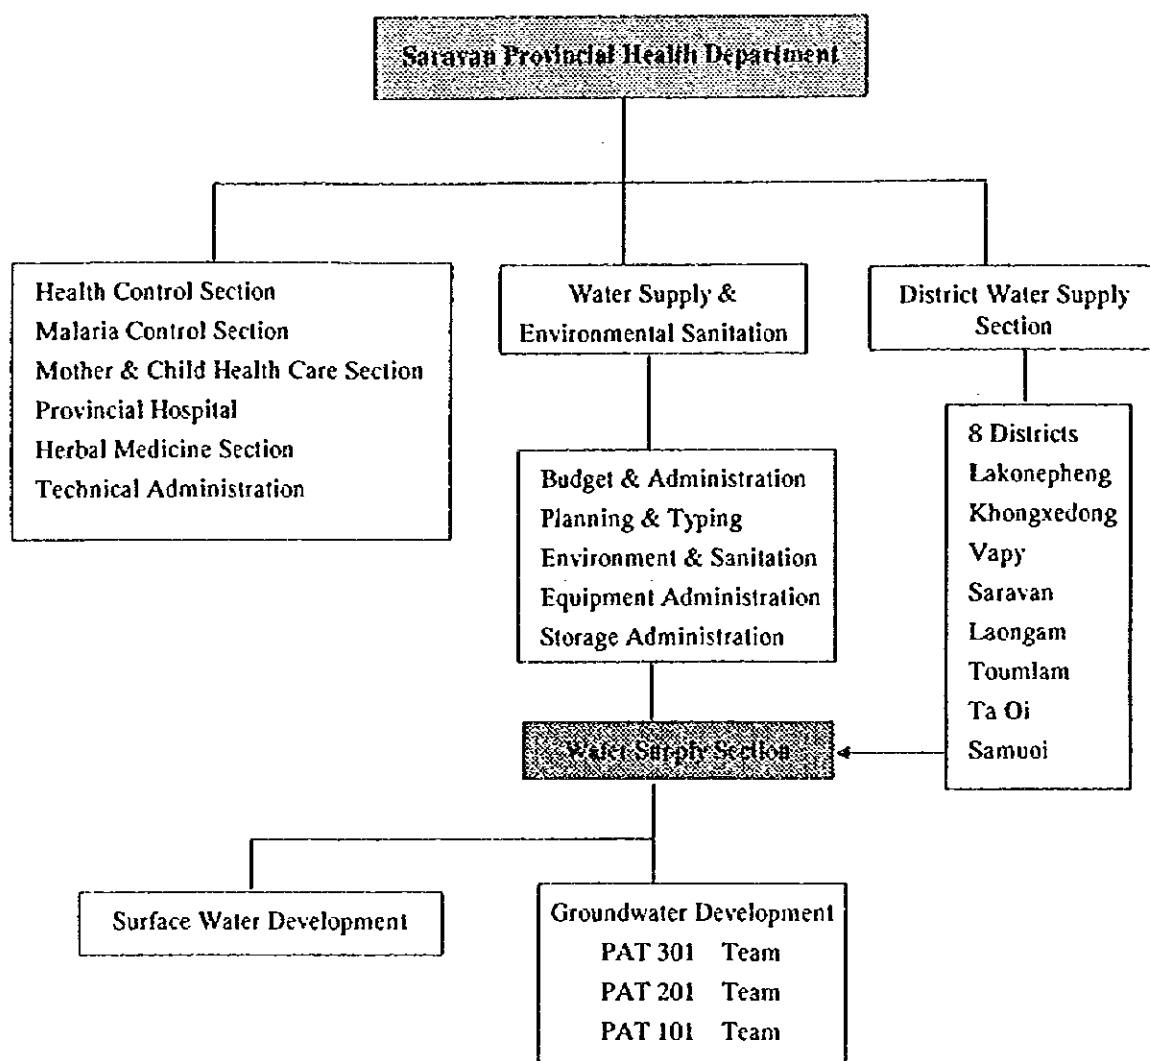 Saravan Provincial Health Department
Health Control Section
Malaria Control Section
Mother & Child Health Care Section
Provincial Hospital
Herbal Medicine Section
Technical Administration
Water Supply &
Environmental Sanitation
District Water Supply
Section
Budget & Administration
Planning & Typing
Environment & Sanitation
Equipment Administration
Storage Administration
8 Districts
Lakonepheng
Khongxedong
Vapy
Saravan
Laongam
Toumlam
Ta Oi
Samuoi
Water Supply Section
Surface Water Development
Groundwater Development
PAT 301 Team
PAT 201 Team
PAT 101 Team